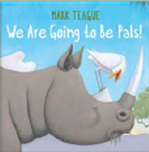 MARK TEAGUE
We Are Going to Be Pals!